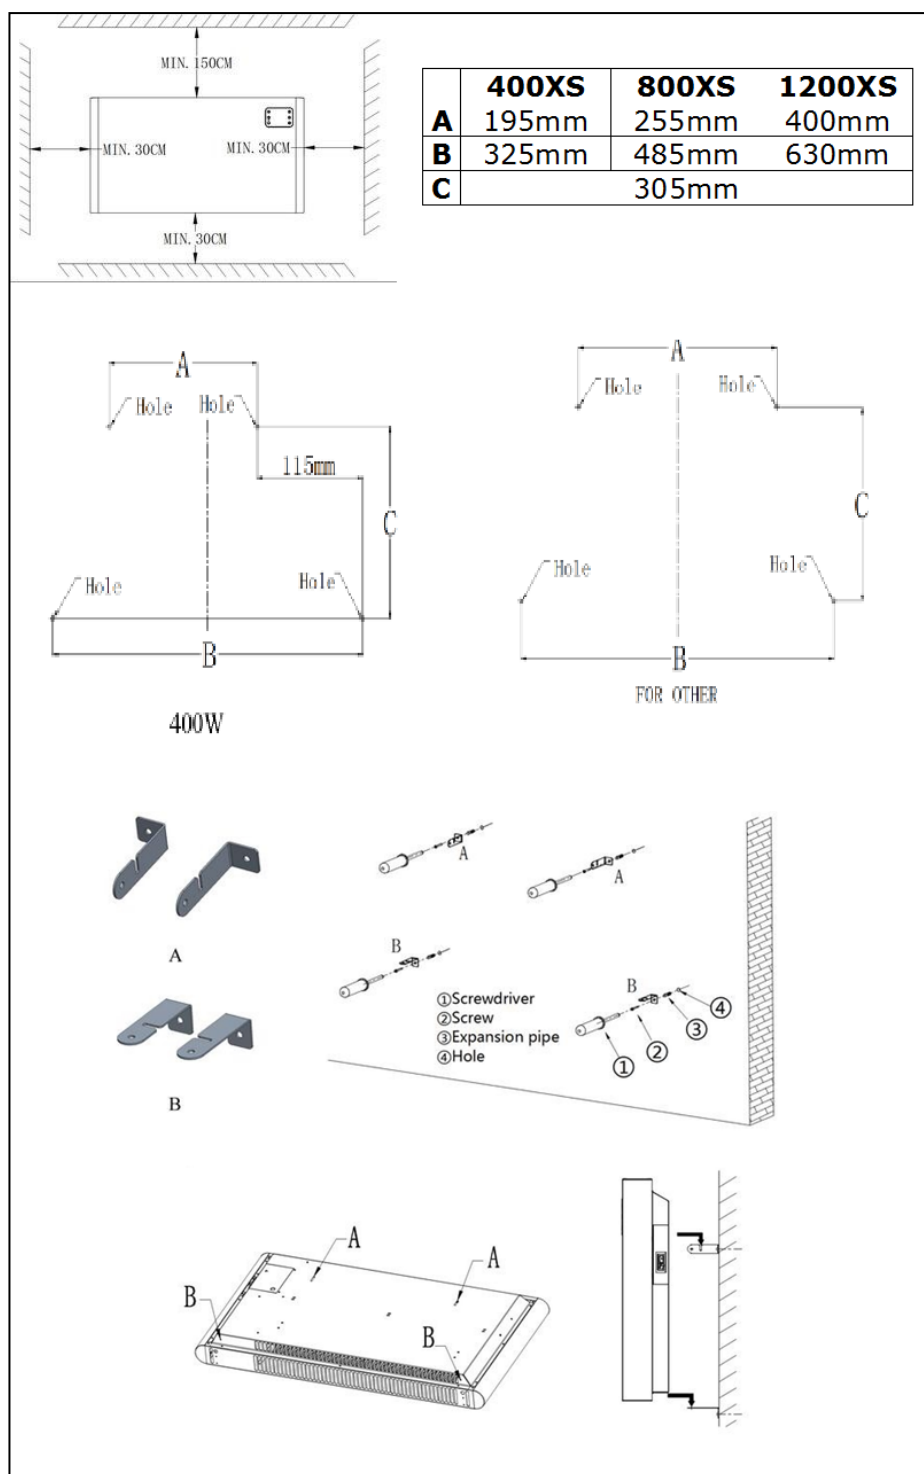 MIN. 150CM
MIN. 30CM
MIN. 30CM
MIN. 30CM
400XS 800XS 1200XS
A 195mm 255mm 400mm
B 325mm 485mm 630mm
C 305mm
A
Hole Hole
115mm
C
Hole Hole
B
400W
A
Hole Hole
C
Hole Hole
B
FOR OTHER
A
B
A
A
B
B
①Screwdriver
②Screw
③Expansion pipe
④Hole
① ② ③ ④
A
A
B
B